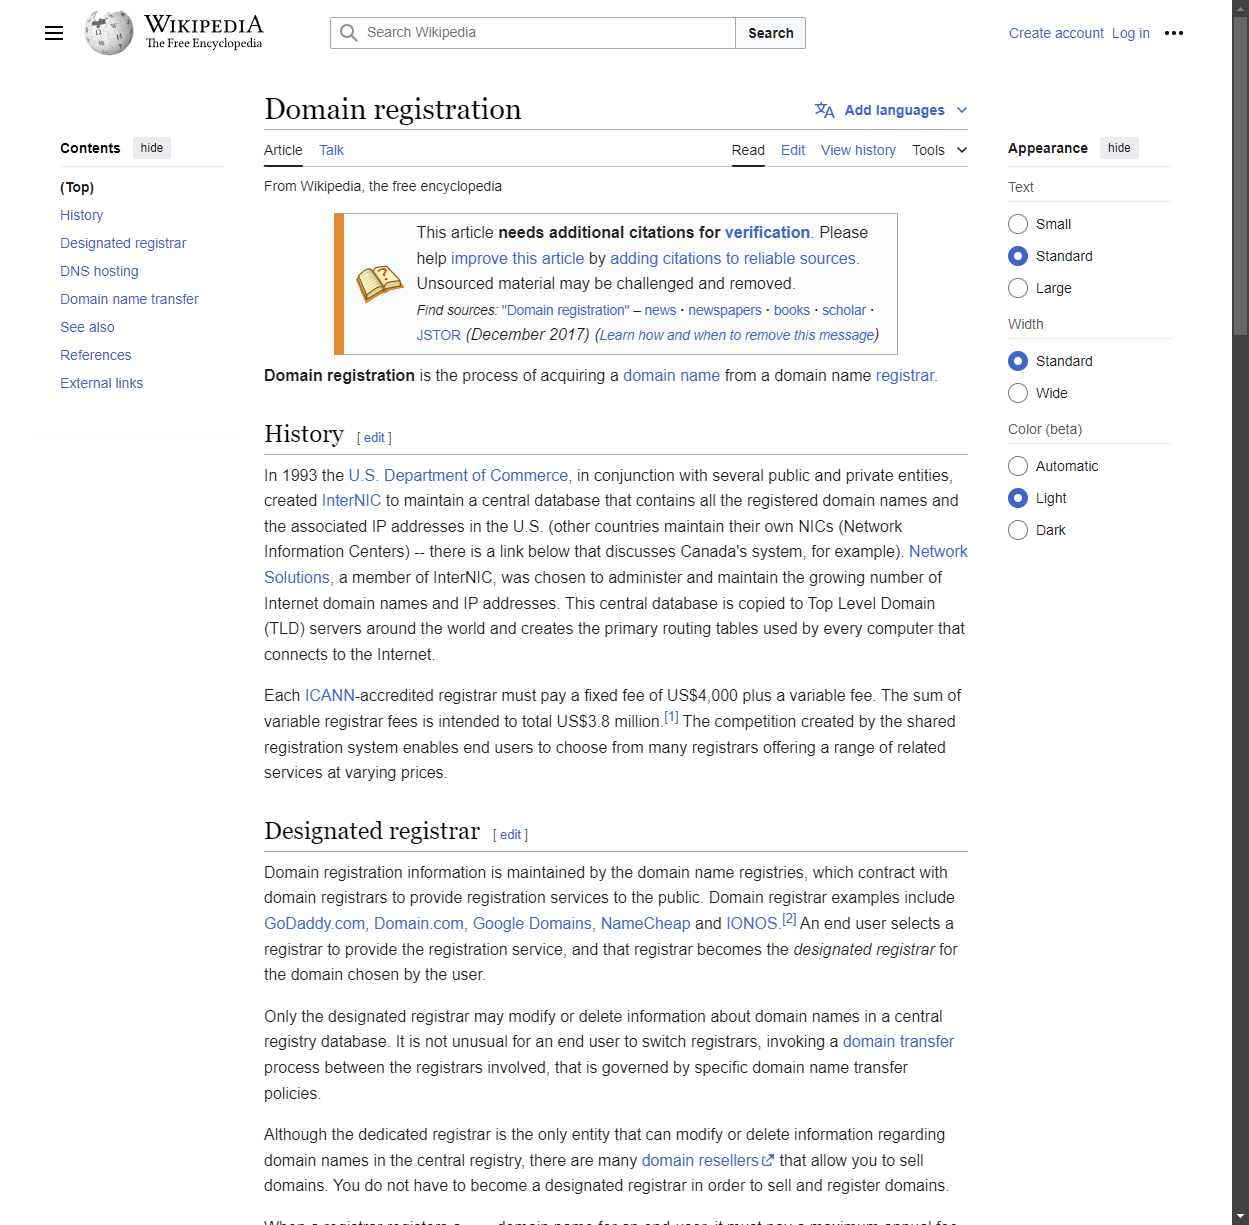 WIKIPEDIA
The Free Encyclopedia
Search Wikipedia
Search
Create account Log in
Domain registration
Add languages
Contents hide
(Top)
History
Designated registrar
DNS hosting
Domain name transfer
See also
References
External links
Article Talk
Read Edit View history Tools
From Wikipedia, the free encyclopedia
This article needs additional citations for verification. Please
help improve this article by adding citations to reliable sources.
Unsourced material may be challenged and removed.
Find sources: "Domain registration" – news · newspapers · books · scholar ·
JSTOR (December 2017) (Learn how and when to remove this message)
Domain registration is the process of acquiring a domain name from a domain name registrar.
History [ edit ]
In 1993 the U.S. Department of Commerce, in conjunction with several public and private entities,
created InterNIC to maintain a central database that contains all the registered domain names and
the associated IP addresses in the U.S. (other countries maintain their own NICs (Network
Information Centers) -- there is a link below that discusses Canada's system, for example). Network
Solutions, a member of InterNIC, was chosen to administer and maintain the growing number of
Internet domain names and IP addresses. This central database is copied to Top Level Domain
(TLD) servers around the world and creates the primary routing tables used by every computer that
connects to the Internet.
Each ICANN-accredited registrar must pay a fixed fee of US$4,000 plus a variable fee. The sum of
variable registrar fees is intended to total US$3.8 million.[1] The competition created by the shared
registration system enables end users to choose from many registrars offering a range of related
services at varying prices.
Designated registrar [ edit ]
Domain registration information is maintained by the domain name registries, which contract with
domain registrars to provide registration services to the public. Domain registrar examples include
GoDaddy.com, Domain.com, Google Domains, NameCheap and IONOS.[2] An end user selects a
registrar to provide the registration service, and that registrar becomes the designated registrar for
the domain chosen by the user.
Only the designated registrar may modify or delete information about domain names in a central
registry database. It is not unusual for an end user to switch registrars, invoking a domain transfer
process between the registrars involved, that is governed by specific domain name transfer
policies.
Although the dedicated registrar is the only entity that can modify or delete information regarding
domain names in the central registry, there are many domain resellers that allow you to sell
domains. You do not have to become a designated registrar in order to sell and register domains.
Appearance hide
Text
Small
Standard
Large
Width
Standard
Wide
Color (beta)
Automatic
Light
Dark